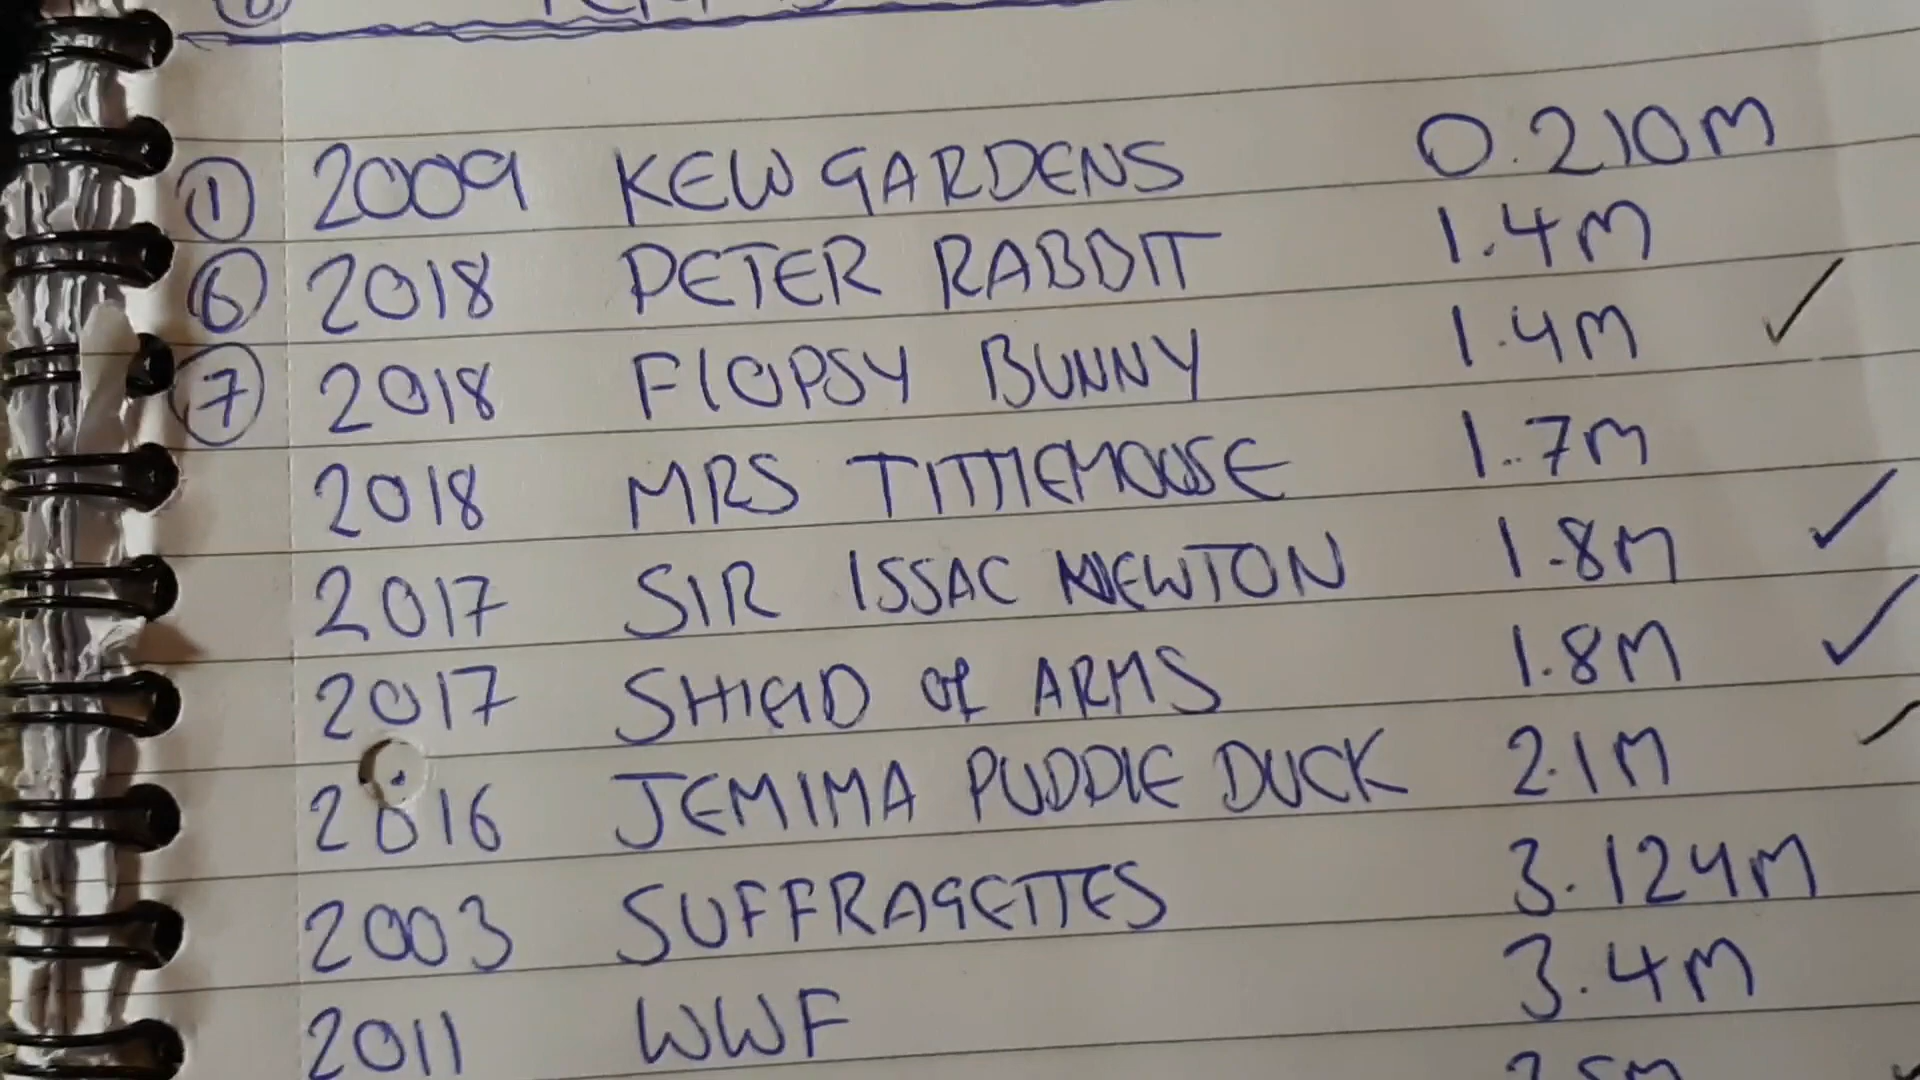 ① 2009 KEW GARDENS 0.210M
⑥ 2018 PETER RABBIT 1.4M
⑦ 2018 FlOPSY BUNNY 1.4M ✓
2018 MRS TITTlEMOUSE 1.7M
2017 SIR ISSAC NEWTON 1.8M ✓
2017 SHIElD Of ARMS 1.8M ✓
2016 JEMIMA PUDDlE DUCK 2.1M
2003 SUFFRAGETTES 3.124M
2011 WWF 3.4M